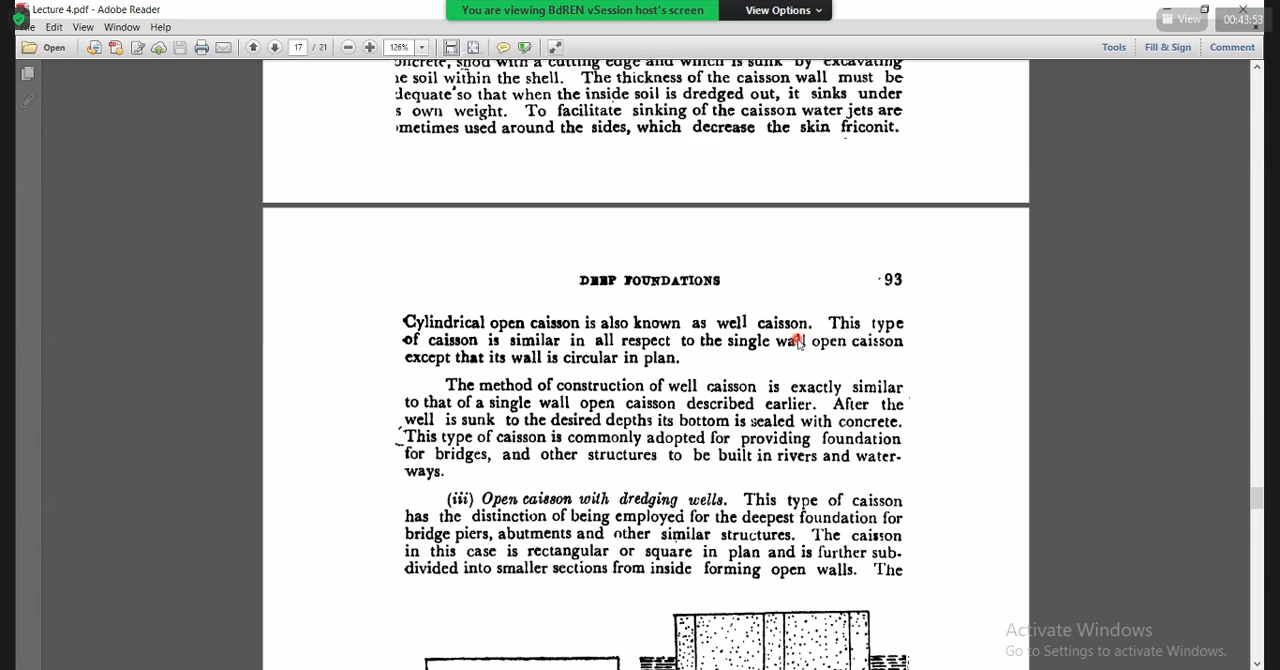 Lecture 4.pdf - Adobe Reader
You are viewing BdREN vSession host's screen
View Options
View
00:43:53
File Edit View Window Help
Open
17 / 21
126%
Tools
Fill & Sign
Comment
oncrete, shod with a cutting edge and which is sunk by excavating
he soil within the shell. The thickness of the caisson wall must be
dequate so that when the inside soil is dredged out, it sinks under
s own weight. To facilitate sinking of the caisson water jets are
ometimes used around the sides, which decrease the skin friconit.
DEEP FOUNDATIONS
93
Cylindrical open caisson is also known as well caisson. This type
of caisson is similar in all respect to the single wall open caisson
except that its wall is circular in plan.
The method of construction of well caisson is exactly similar
to that of a single wall open caisson described earlier. After the
well is sunk to the desired depths its bottom is sealed with concrete.
This type of caisson is commonly adopted for providing foundation
for bridges, and other structures to be built in rivers and water-
ways.
(iii) Open caisson with dredging wells. This type of caisson
has the distinction of being employed for the deepest foundation for
bridge piers, abutments and other similar structures. The caisson
in this case is rectangular or square in plan and is further sub-
divided into smaller sections from inside forming open walls. The
Activate Windows
Go to Settings to activate Windows.